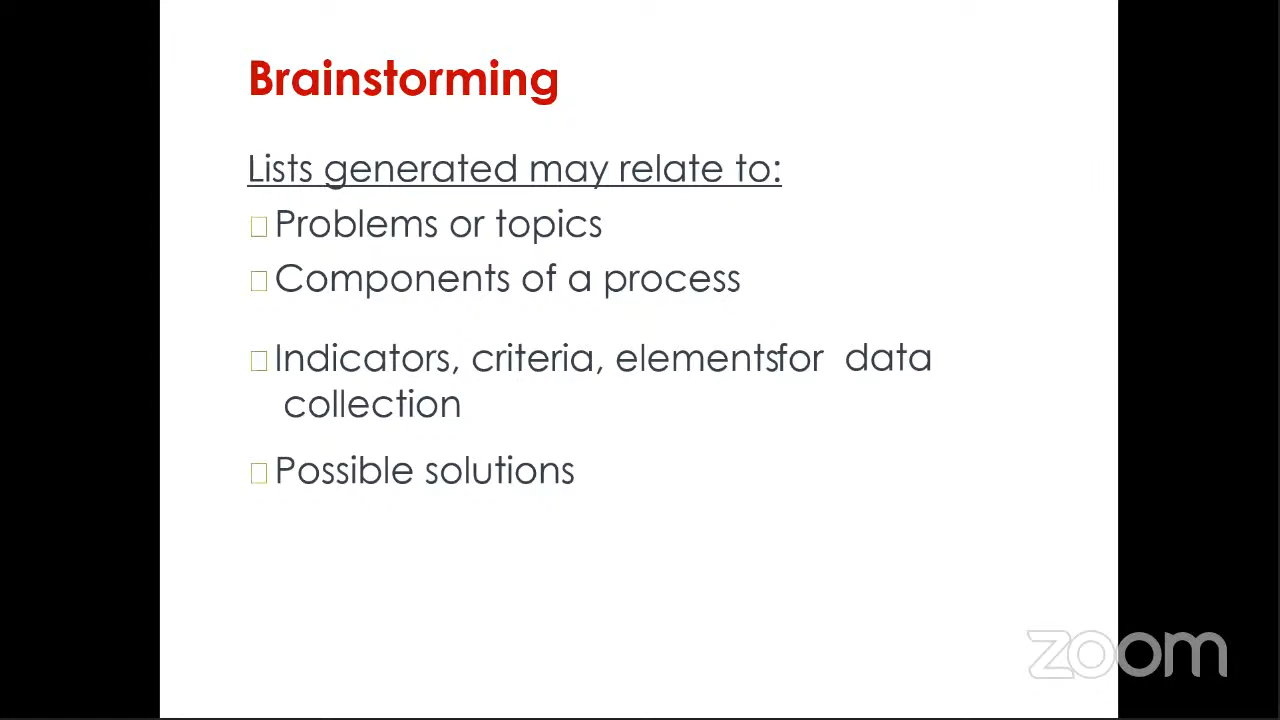 Brainstorming
Lists generated may relate to:
Problems or topics
Components of a process
Indicators, criteria, elementsfor data
collection
Possible solutions
zoom